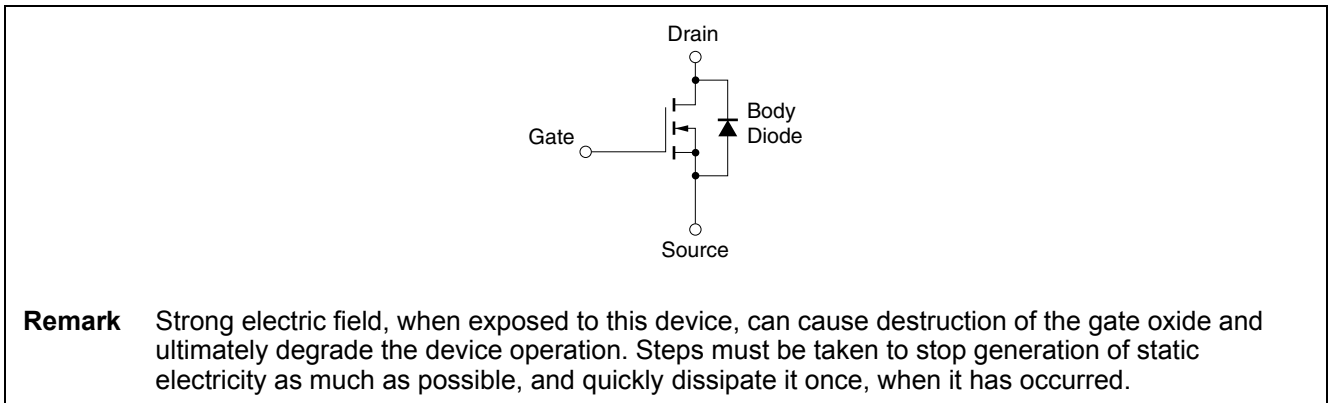 Drain
Body
Diode
Gate
Source
Remark Strong electric field, when exposed to this device, can cause destruction of the gate oxide and
ultimately degrade the device operation. Steps must be taken to stop generation of static
electricity as much as possible, and quickly dissipate it once, when it has occurred.